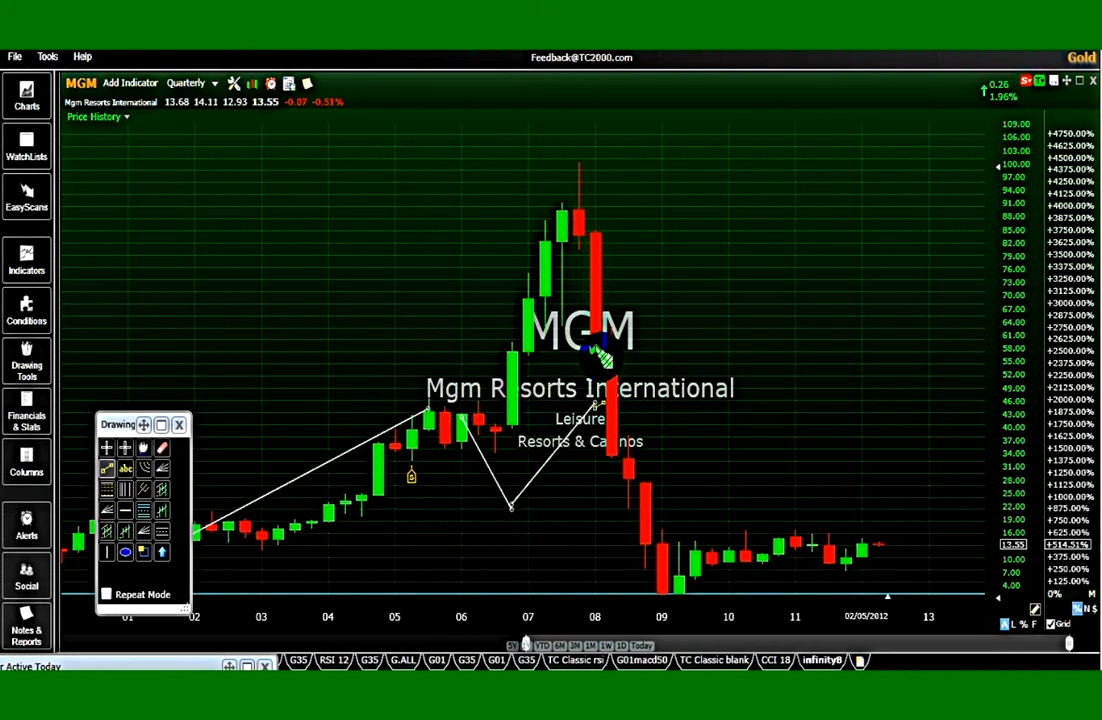 File Tools Help
Feedback@TC2000.com
Gold
MGM Add Indicator Quarterly
0.26
1.96%
Mgm Resorts International 13.68 14.11 12.93 13.55 -0.07 -0.51%
Price History
Charts
WatchLists
EasyScans
Indicators
Conditions
Drawing
Tools
Financials
& Stats
Columns
Alerts
Social
Notes &
Reports
MGM
Mgm Resorts International
Leisure
Resorts & Casinos
Drawing
abc
Repeat Mode
S
109.00
106.00
103.00
100.00
97.00
94.00
91.00
88.00
85.00
82.00
79.00
76.00
73.00
70.00
67.00
64.00
61.00
58.00
55.00
52.00
49.00
46.00
43.00
40.00
37.00
34.00
31.00
28.00
25.00
22.00
19.00
16.00
13.55
10.00
7.00
4.00
+4750.00%
+4625.00%
+4500.00%
+4375.00%
+4250.00%
+4125.00%
+4000.00%
+3875.00%
+3750.00%
+3625.00%
+3500.00%
+3375.00%
+3250.00%
+3125.00%
+3000.00%
+2875.00%
+2750.00%
+2625.00%
+2500.00%
+2375.00%
+2250.00%
+2125.00%
+2000.00%
+1875.00%
+1750.00%
+1625.00%
+1500.00%
+1375.00%
+1250.00%
+1125.00%
+1000.00%
+875.00%
+750.00%
+625.00%
+514.51%
+375.00%
+250.00%
+125.00%
0% M
% N $
A L % F Grid
01 02 03 04 05 06 07 08 09 10 11 02/05/2012 13
5Y YTD 6M 3M 1M 1W 1D Today
r Active Today
G35 RSI 12 G35 G.ALL G01 G35 G01 G35 TC Classic rsi G01macd50 TC Classic blank CCI 18 infinity8